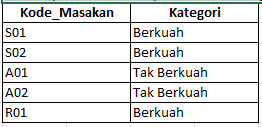 Kode_Masakan Kategori
S01 Berkuah
S02 Berkuah
A01 Tak Berkuah
A02 Tak Berkuah
R01 Berkuah